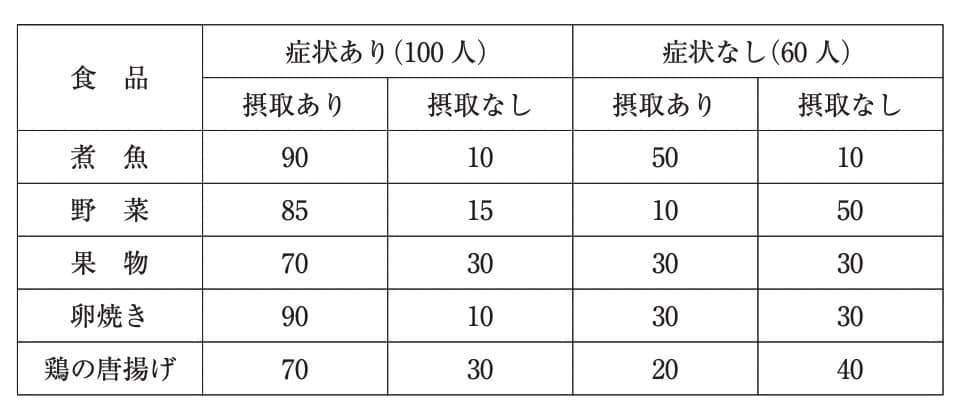 食 品 症状あり(100 人) 症状なし(60 人)
摂取あり 摂取なし 摂取あり 摂取なし
煮 魚 90 10 50 10
野 菜 85 15 10 50
果 物 70 30 30 30
卵焼き 90 10 30 30
鶏の唐揚げ 70 30 20 40